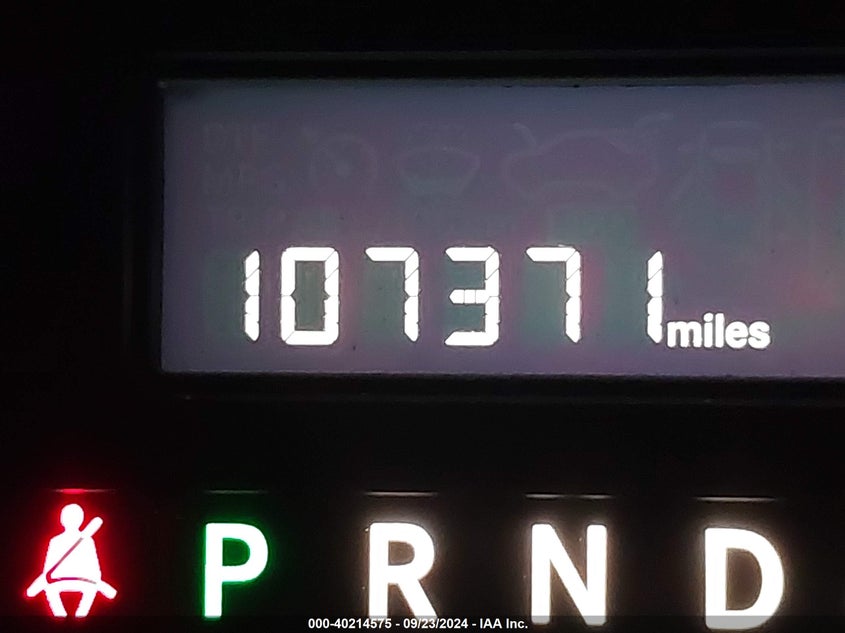 107371 miles
P R N D
000-40214575 - 09/23/2024 - IAA Inc.